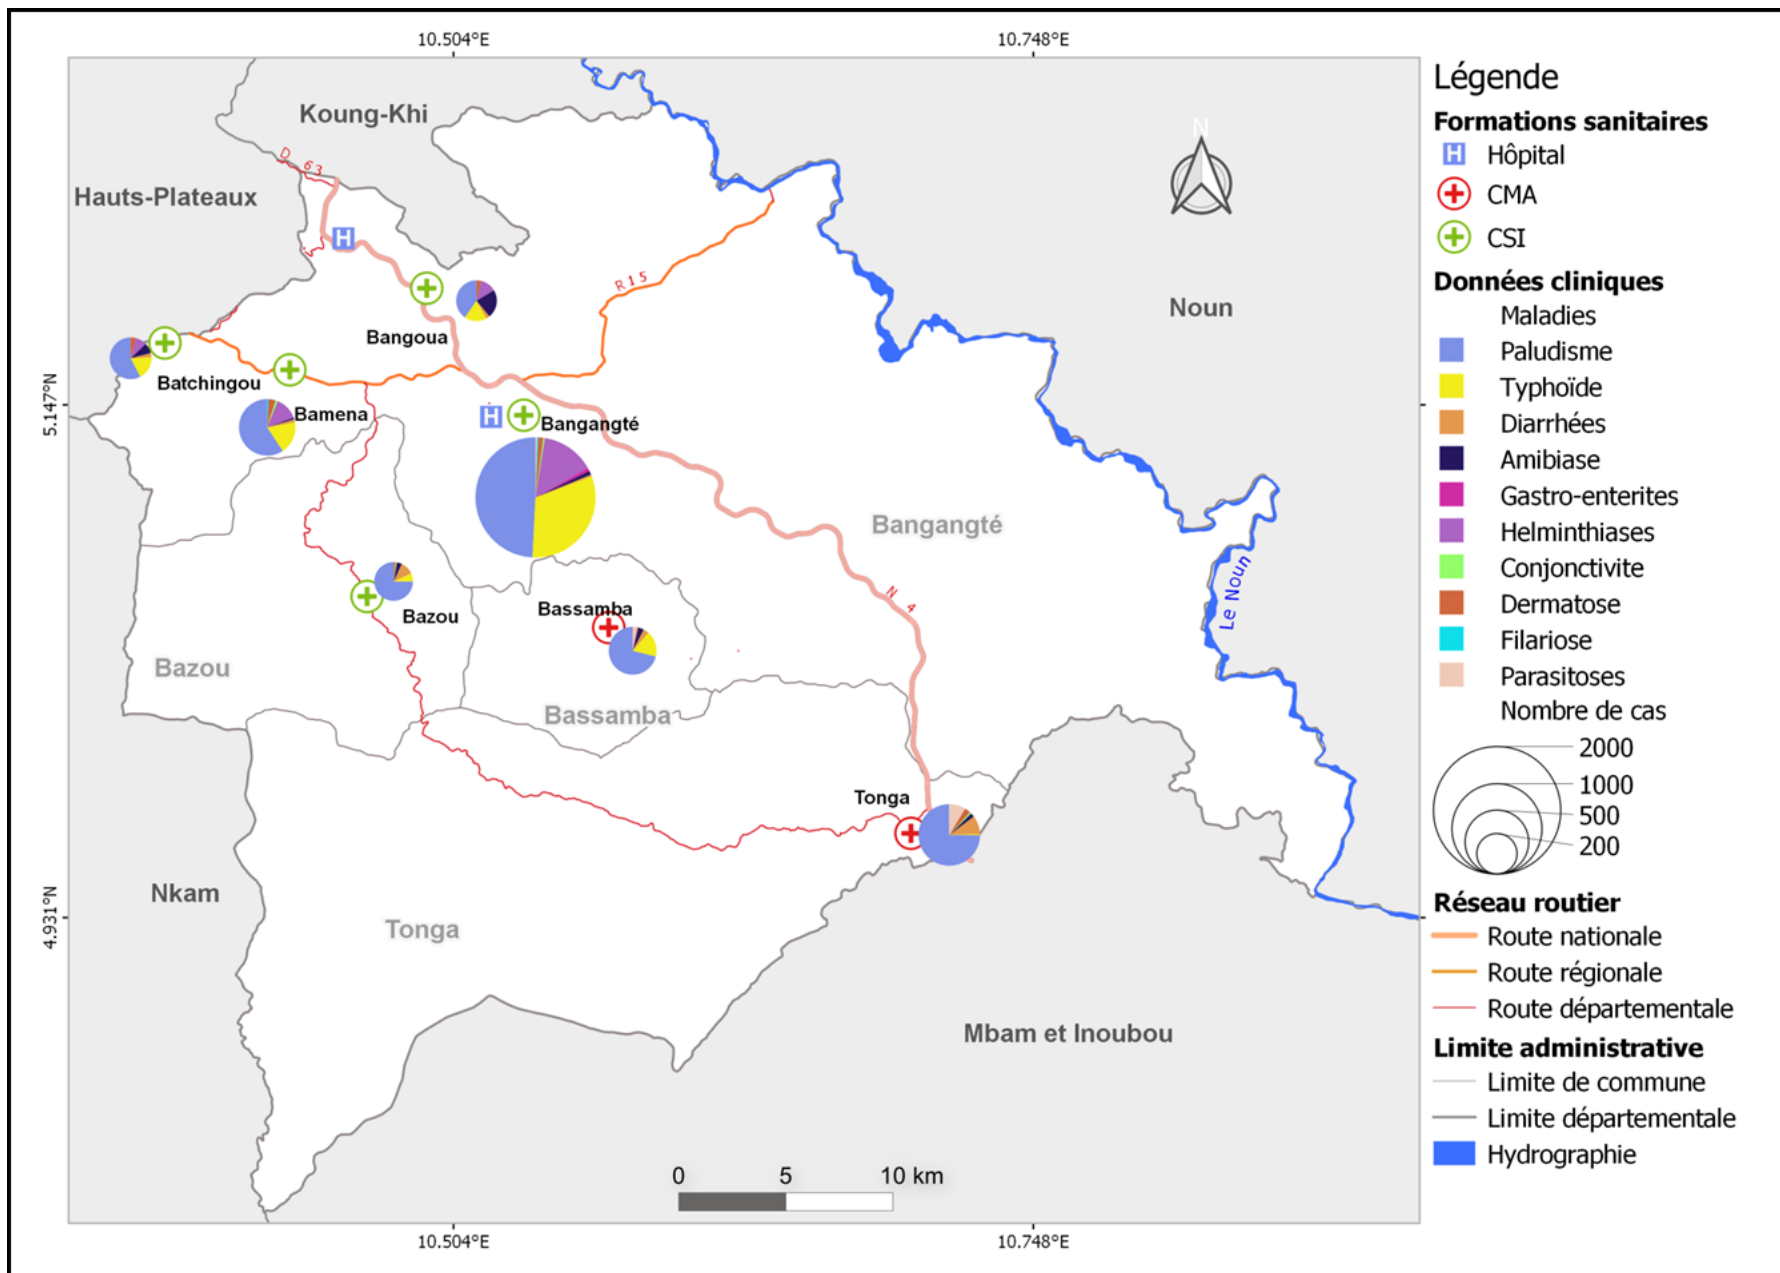 10.504°E
10.748°E
Koung-Khi
D 63
Hauts-Plateaux
H
N
R15
Noun
Bangoua
Batchingou
Bamena
5.147°N
H
Bangangté
Bangangté
Le Noun
N 4
Bazou
Bassamba
Bazou
Bassamba
Tonga
Nkam
4.931°N
Tonga
Mbam et Inoubou
0 5 10 km
10.504°E
10.748°E
Légende
Formations sanitaires
H Hôpital
CMA
CSI
Données cliniques
Maladies
Paludisme
Typhoïde
Diarrhées
Amibiase
Gastro-enterites
Helminthiases
Conjonctivite
Dermatose
Filariose
Parasitoses
Nombre de cas
2000
1000
500
200
Réseau routier
Route nationale
Route régionale
Route départementale
Limite administrative
Limite de commune
Limite départementale
Hydrographie